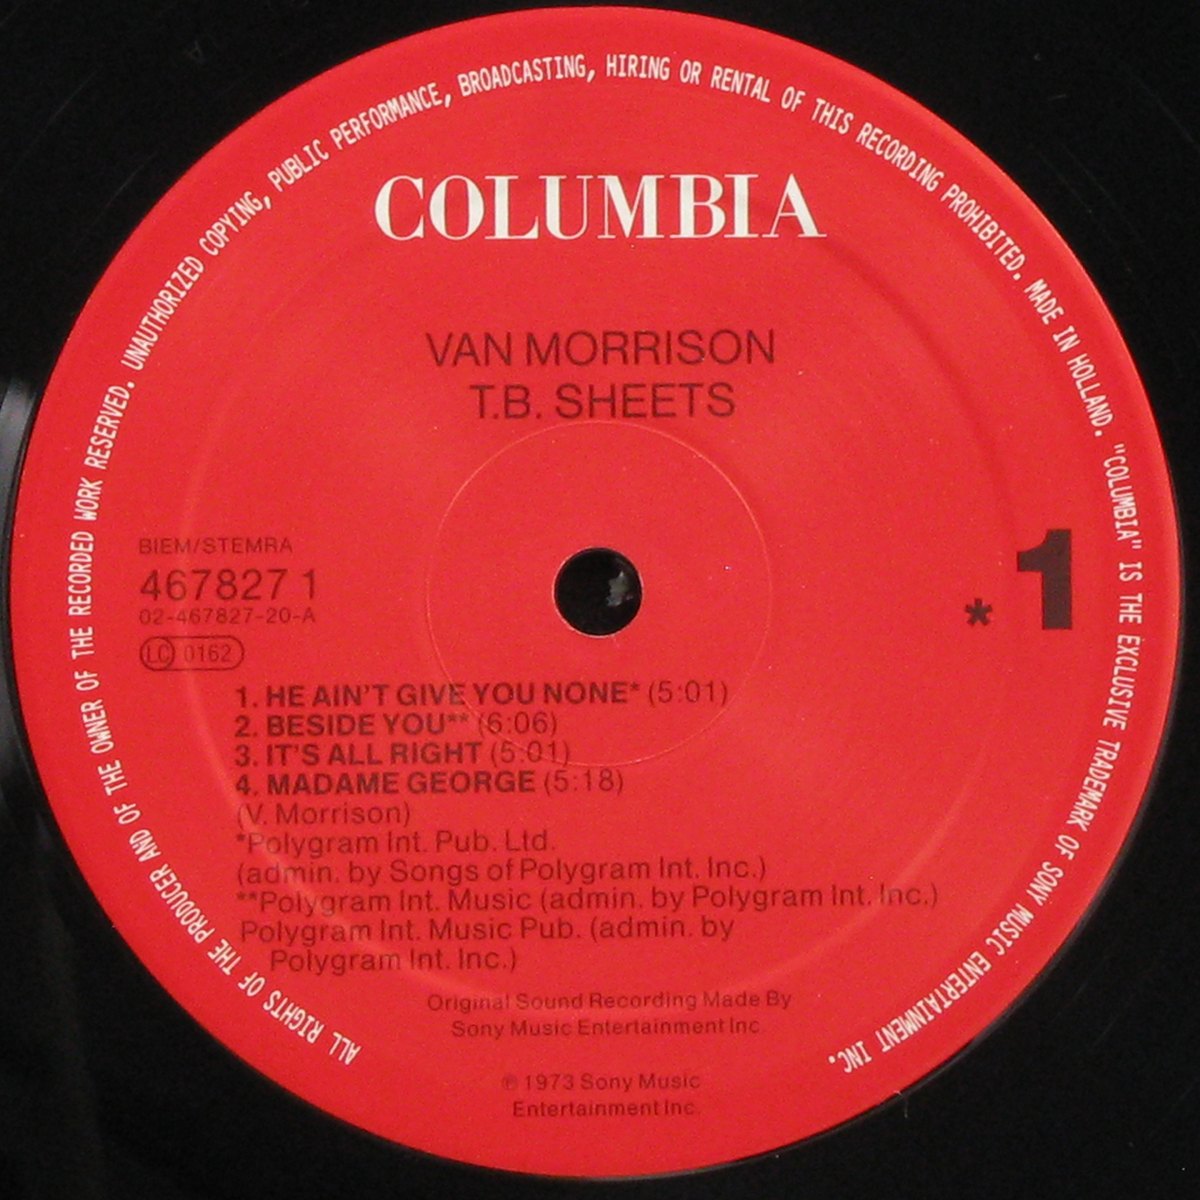 ALL RIGHTS OF THE PRODUCER AND OF THE OWNER OF THE RECORDED WORK RESERVED. UNAUTHORIZED COPYING, PUBLIC PERFORMANCE, BROADCASTING, HIRING OR RENTAL OF THIS RECORDING PROHIBITED. MADE IN HOLLAND. "COLUMBIA" IS THE EXCLUSIVE TRADEMARK OF SONY MUSIC ENTERTAINMENT INC.
COLUMBIA
VAN MORRISON
T.B. SHEETS
BIEM/STEMRA
467827 1
02-467827-20-A
LC 0162
* 1
1. HE AIN'T GIVE YOU NONE* (5:01)
2. BESIDE YOU** (6:06)
3. IT'S ALL RIGHT (5:01)
4. MADAME GEORGE (5:18)
(V. Morrison)
*Polygram Int. Pub. Ltd.
(admin. by Songs of Polygram Int. Inc.)
**Polygram Int. Music (admin. by Polygram Int. Inc.)
Polygram Int. Music Pub. (admin. by
Polygram Int. Inc.)
Original Sound Recording Made By
Sony Music Entertainment Inc.
℗ 1973 Sony Music
Entertainment Inc.